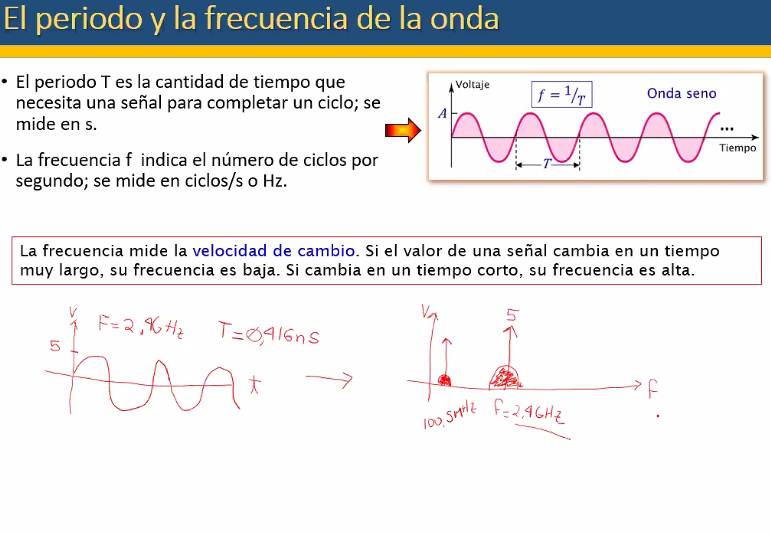 El periodo y la frecuencia de la onda
• El periodo T es la cantidad de tiempo que
necesita una señal para completar un ciclo; se
mide en s.
• La frecuencia f indica el número de ciclos por
segundo; se mide en ciclos/s o Hz.
Voltaje
f = 1/T
Onda seno
A
...
Tiempo
T
La frecuencia mide la velocidad de cambio. Si el valor de una señal cambia en un tiempo
muy largo, su frecuencia es baja. Si cambia en un tiempo corto, su frecuencia es alta.
V
F=2,4GHz
T=0,416nS
5
t
V
5
F
100,5MHz
f=2,4GHz